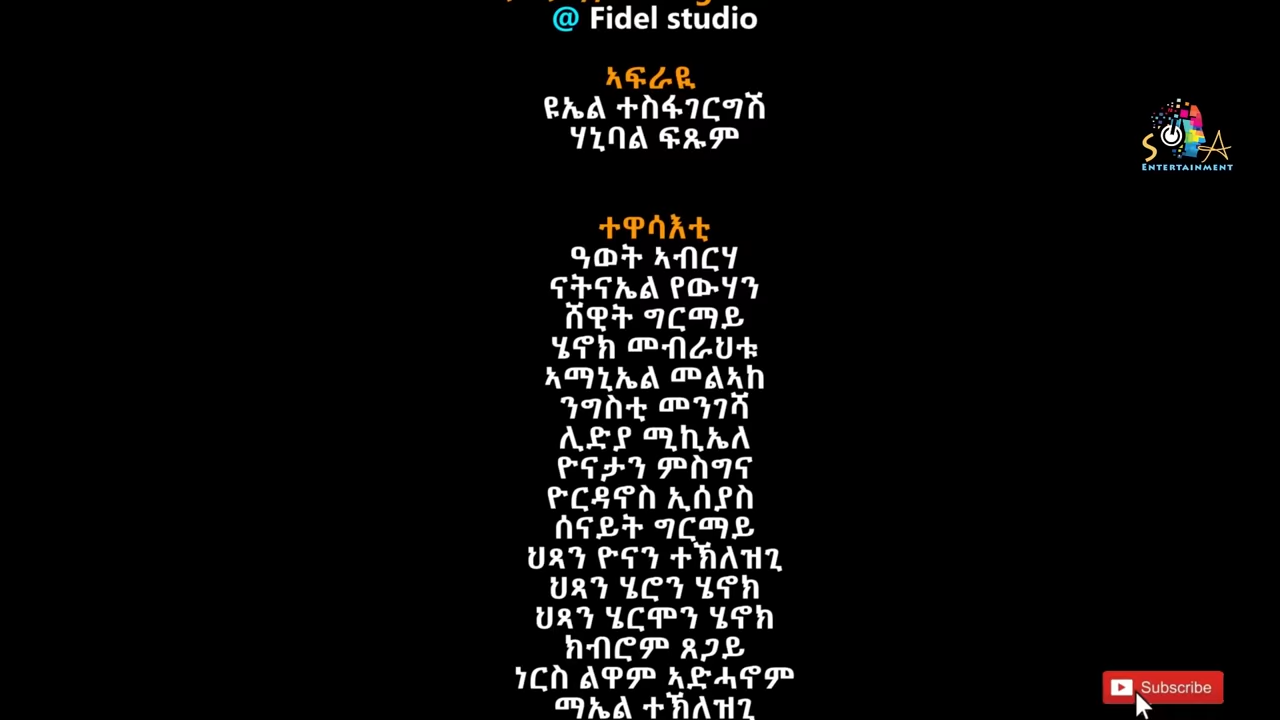 @ Fidel studio
ኣፍራዪ
ዩኤል ተስፋገርግሽ
ሃኒባል ፍጹም
ተዋሳእቲ
ዓወት ኣብርሃ
ናትናኤል የውሃን
ሸዊት ግርማይ
ሄኖክ መብራህቱ
ኣማኒኤል መልኣከ
ንግስቲ መንገሻ
ሊድያ ሚኪኤለ
ዮናታን ምስግና
ዮርዳኖስ ኢሰያስ
ሰናይት ግርማይ
ህጻን ዮናን ተኽለዝጊ
ህጻን ሄሮን ሄኖክ
ህጻን ሄርሞን ሄኖክ
ክብሮም ጸጋይ
ነርስ ልዋም ኣድሓኖም
ማኤል ተኽለዝጊ
ENTERTAINMENT
Subscribe